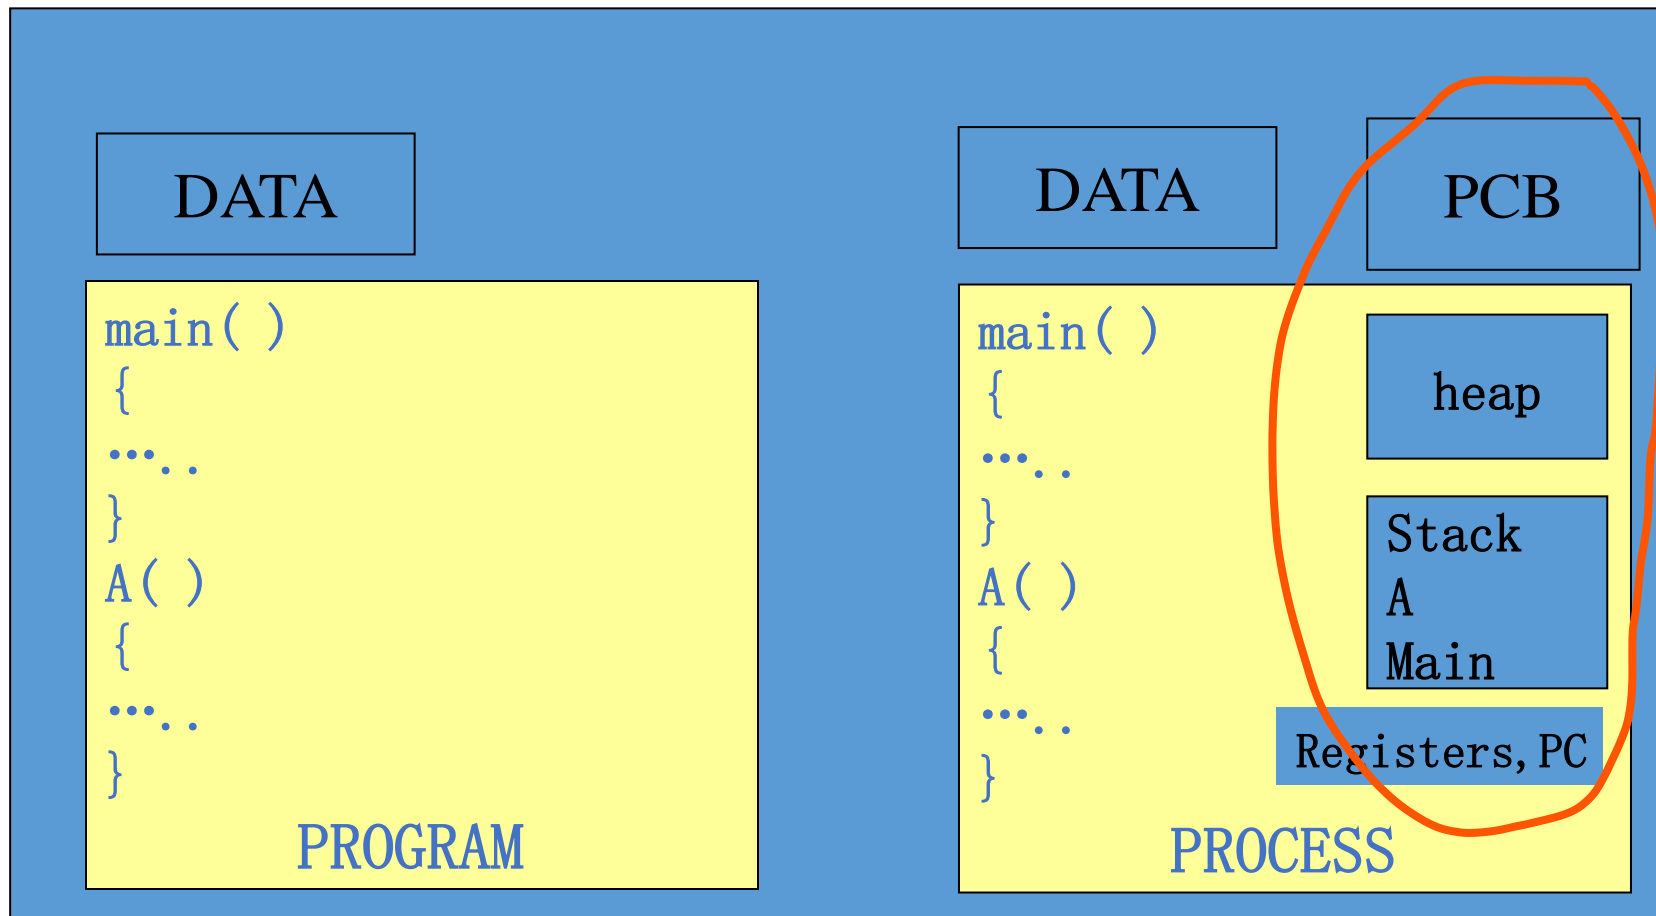 DATA
main( )
{
…..
}
A( )
{
…..
}
PROGRAM
DATA
PCB
main( )
{
…..
}
A( )
{
…..
}
heap
Stack
A
Main
Registers,PC
PROCESS